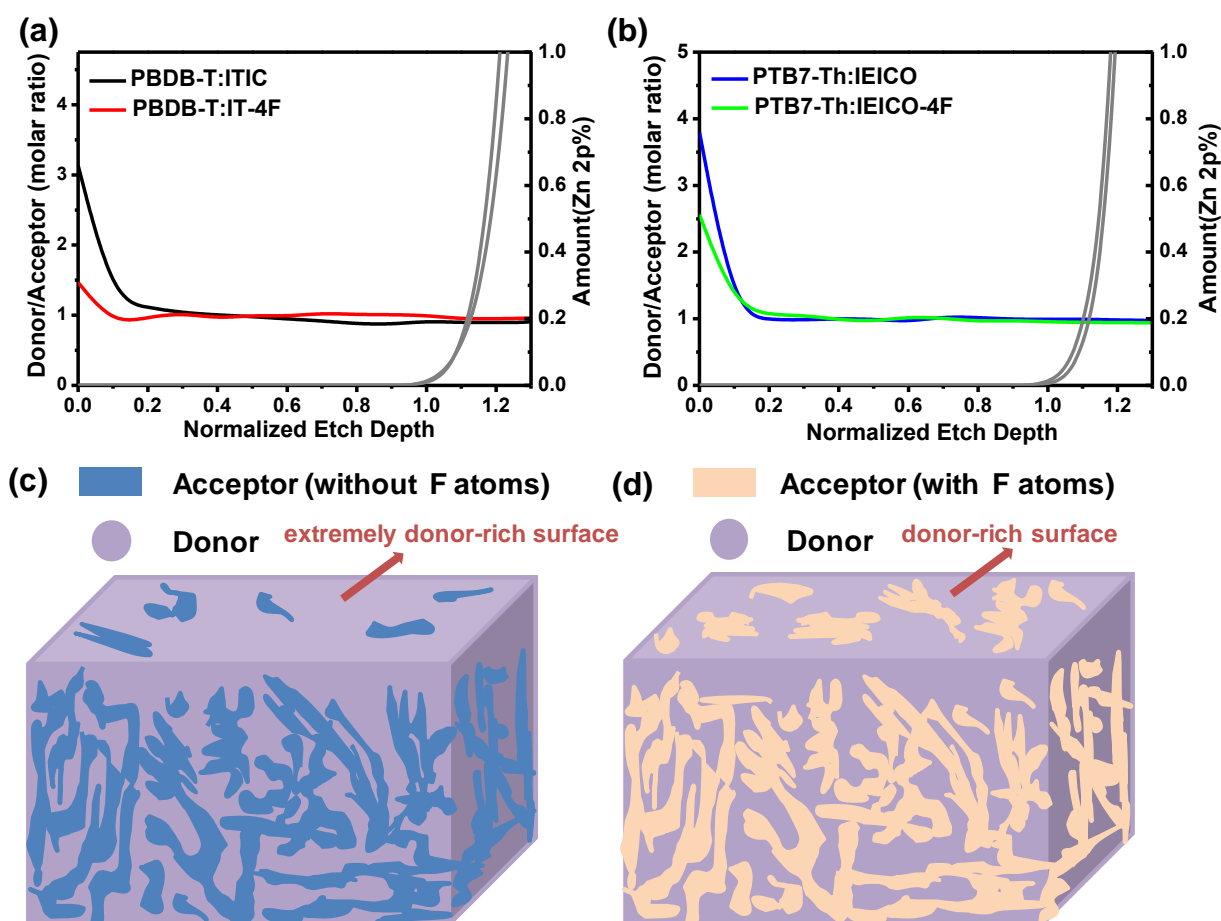 (a)
Donor/Acceptor (molar ratio)
4
3
2
1
0
PBDB-T:ITIC
PBDB-T:IT-4F
1.0
0.8
0.6
0.4
0.2
0.0
Amount(Zn 2p%)
0.0 0.2 0.4 0.6 0.8 1.0 1.2
Normalized Etch Depth
(b)
Donor/Acceptor (molar ratio)
5
4
3
2
1
0
PTB7-Th:IEICO
PTB7-Th:IEICO-4F
1.0
0.8
0.6
0.4
0.2
0.0
Amount(Zn 2p%)
0.0 0.2 0.4 0.6 0.8 1.0 1.2
Normalized Etch Depth
(c)
Acceptor (without F atoms)
Donor
extremely donor-rich surface
(d)
Acceptor (with F atoms)
Donor
donor-rich surface